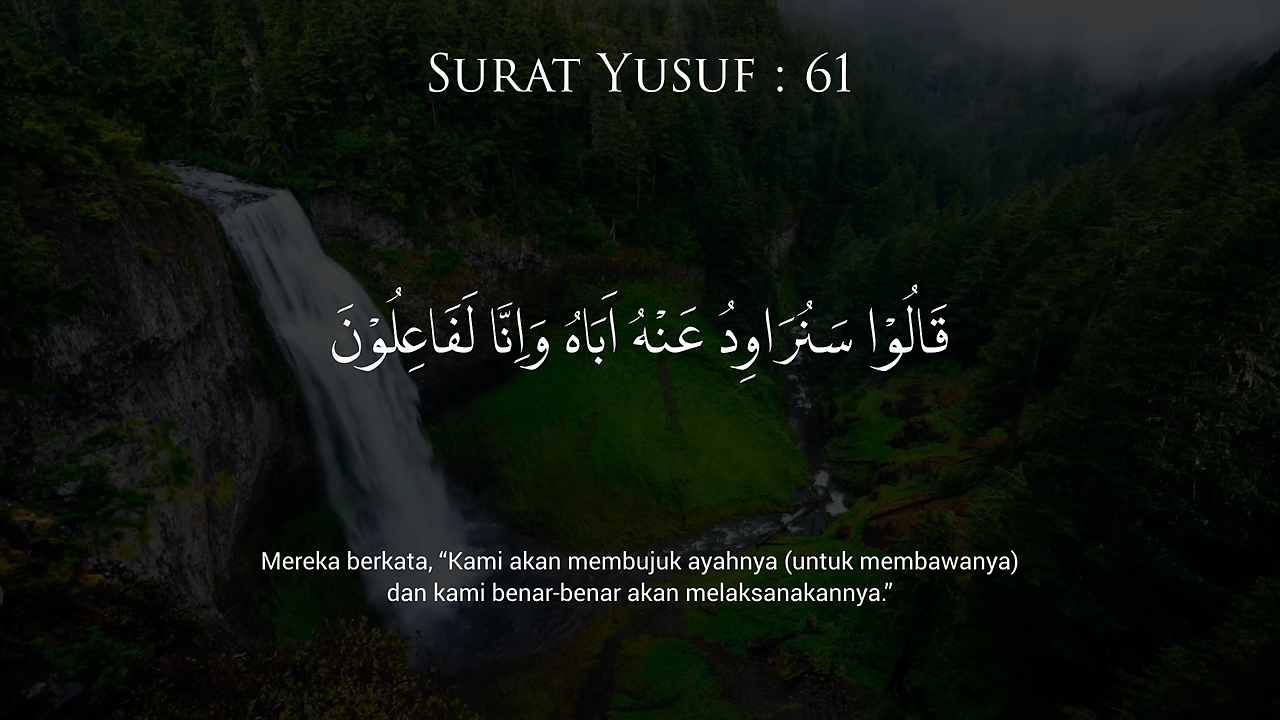 Surat Yusuf : 61
قَالُوْا سَنُرَاوِدُ عَنْهُ اَبَاهُ وَاِنَّا لَفَاعِلُوْنَ
Mereka berkata, “Kami akan membujuk ayahnya (untuk membawanya)
dan kami benar-benar akan melaksanakannya.”